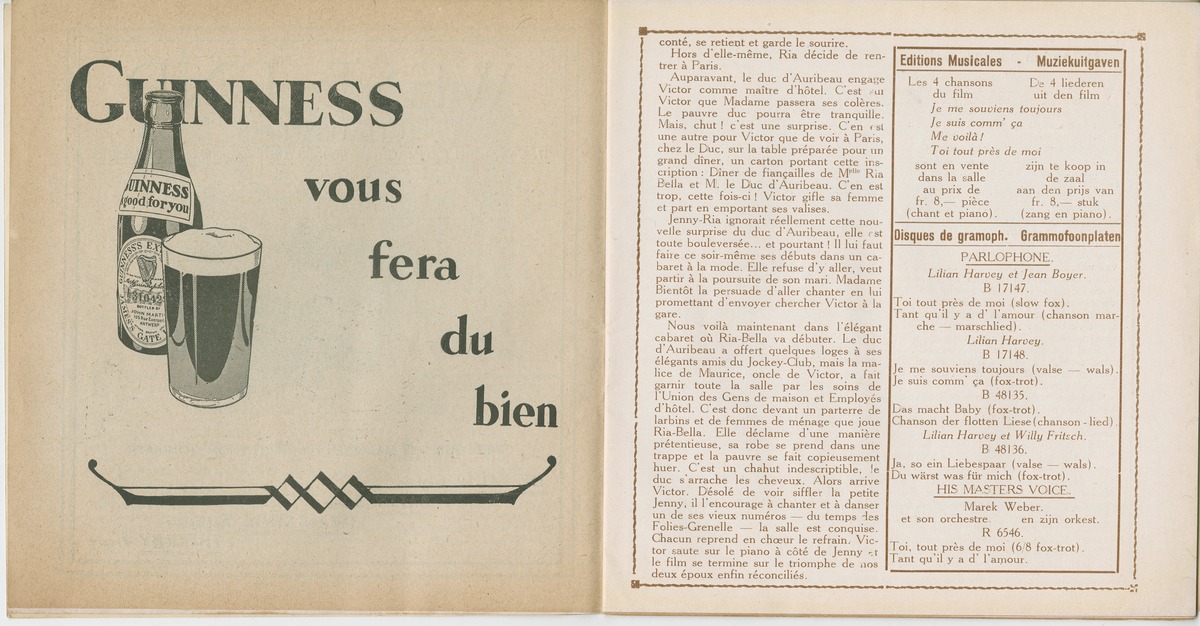 GUINNESS
GUINNESS
good for you
vous
fera
du
bien
conté, se retient et garde le sourire.
Hors d'elle-même, Ria décide de ren-
trer à Paris.
Auparavant, le duc d'Auribeau engage
Victor comme maître d'hôtel. C'est sur
Victor que Madame passera ses colères.
Le pauvre duc pourra être tranquille.
Mais, chut ! c'est une surprise. C'en est
une autre pour Victor que de voir à Paris,
chez le Duc, sur la table préparée pour un
grand dîner, un carton portant cette ins-
cription : Dîner de fiançailles de Melle Ria
Bella et M. le Duc d'Auribeau. C'en est
trop, cette fois-ci ! Victor gifle sa femme
et part en emportant ses valises.
Jenny-Ria ignorait réellement cette nou-
velle surprise du duc d'Auribeau, elle est
toute bouleversée... et pourtant ! Il lui faut
faire ce soir-même ses débuts dans un ca-
baret à la mode. Elle refuse d'y aller, veut
partir à la poursuite de son mari. Madame
Bientôt la persuade d'aller chanter en lui
promettant d'envoyer chercher Victor à la
gare.
Nous voilà maintenant dans l'élégant
cabaret où Ria-Bella va débuter. Le duc
d'Auribeau a offert quelques loges à ses
élégants amis du Jockey-Club, mais la ma-
lice de Maurice, oncle de Victor, a fait
garnir toute la salle par les soins de
l'Union des Gens de maison et Employés
d'hôtel. C'est donc devant un parterre de
larbins et de femmes de ménage que joue
Ria-Bella. Elle déclame d'une manière
prétentieuse, sa robe se prend dans une
trappe et la pauvre se fait copieusement
huer. C'est un chahut indescriptible, le
duc s'arrache les cheveux. Alors arrive
Victor. Désolé de voir siffler la petite
Jenny, il l'encourage à chanter et à danser
un de ses vieux numéros — du temps des
Folies-Grenelle — la salle est conquise.
Chacun reprend en chœur le refrain. Vic-
tor saute sur le piano à côté de Jenny et
le film se termine sur le triomphe de nos
deux époux enfin réconciliés.
Editions Musicales - Muziekuitgaven
Les 4 chansons De 4 liederen
du film uit den film
Je me souviens toujours
Je suis comm' ça
Me voilà !
Toi tout près de moi
sont en vente zijn te koop in
dans la salle de zaal
au prix de aan den prijs van
fr. 8,— pièce fr. 8,— stuk
(chant et piano). (zang en piano).
Disques de gramoph. Grammofoonplaten
PARLOPHONE.
Lilian Harvey et Jean Boyer.
B 17147.
Toi tout près de moi (slow fox).
Tant qu'il y a d' l'amour (chanson mar-
che — marschlied).
Lilian Harvey.
B 17148.
Je me souviens toujours (valse — wals).
Je suis comm' ça (fox-trot).
B 48135.
Das macht Baby (fox-trot).
Chanson der flotten Liese (chanson - lied).
Lilian Harvey et Willy Fritsch.
B 48136.
Ja, so ein Liebespaar (valse — wals).
Du wärst was für mich (fox-trot).
HIS MASTERS VOICE.
Marek Weber.
et son orchestre. en zijn orkest.
R 6546.
Toi, tout près de moi (6/8 fox-trot).
Tant qu'il y a d' l'amour.